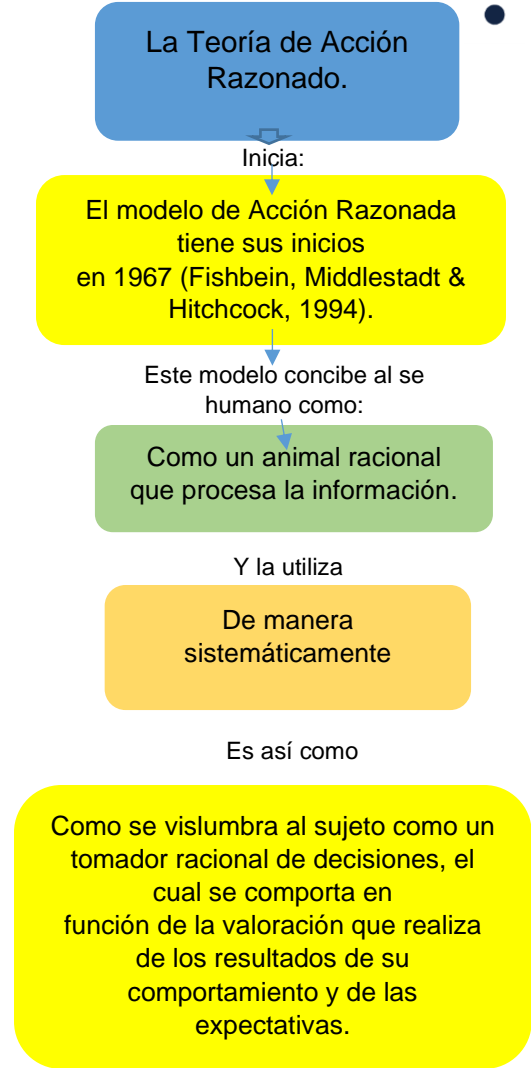 La Teoría de Acción
Razonado.
Inicia:
El modelo de Acción Razonada
tiene sus inicios
en 1967 (Fishbein, Middlestadt &
Hitchcock, 1994).
Este modelo concibe al se
humano como:
Como un animal racional
que procesa la información.
Y la utiliza
De manera
sistemáticamente
Es así como
Como se vislumbra al sujeto como un
tomador racional de decisiones, el
cual se comporta en
función de la valoración que realiza
de los resultados de su
comportamiento y de las
expectativas.